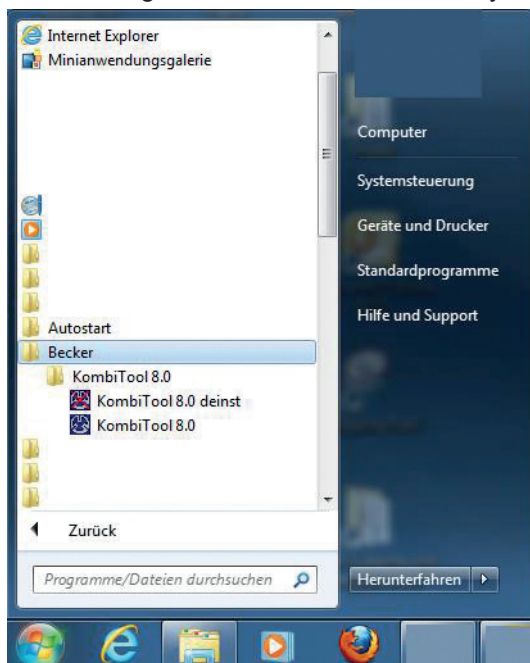 Internet Explorer
Minianwendungsgalerie
Autostart
Becker
KombiTool 8.0
KombiTool 8.0 deinst
KombiTool 8.0
Zurück
Programme/Dateien durchsuchen
Computer
Systemsteuerung
Geräte und Drucker
Standardprogramme
Hilfe und Support
Herunterfahren